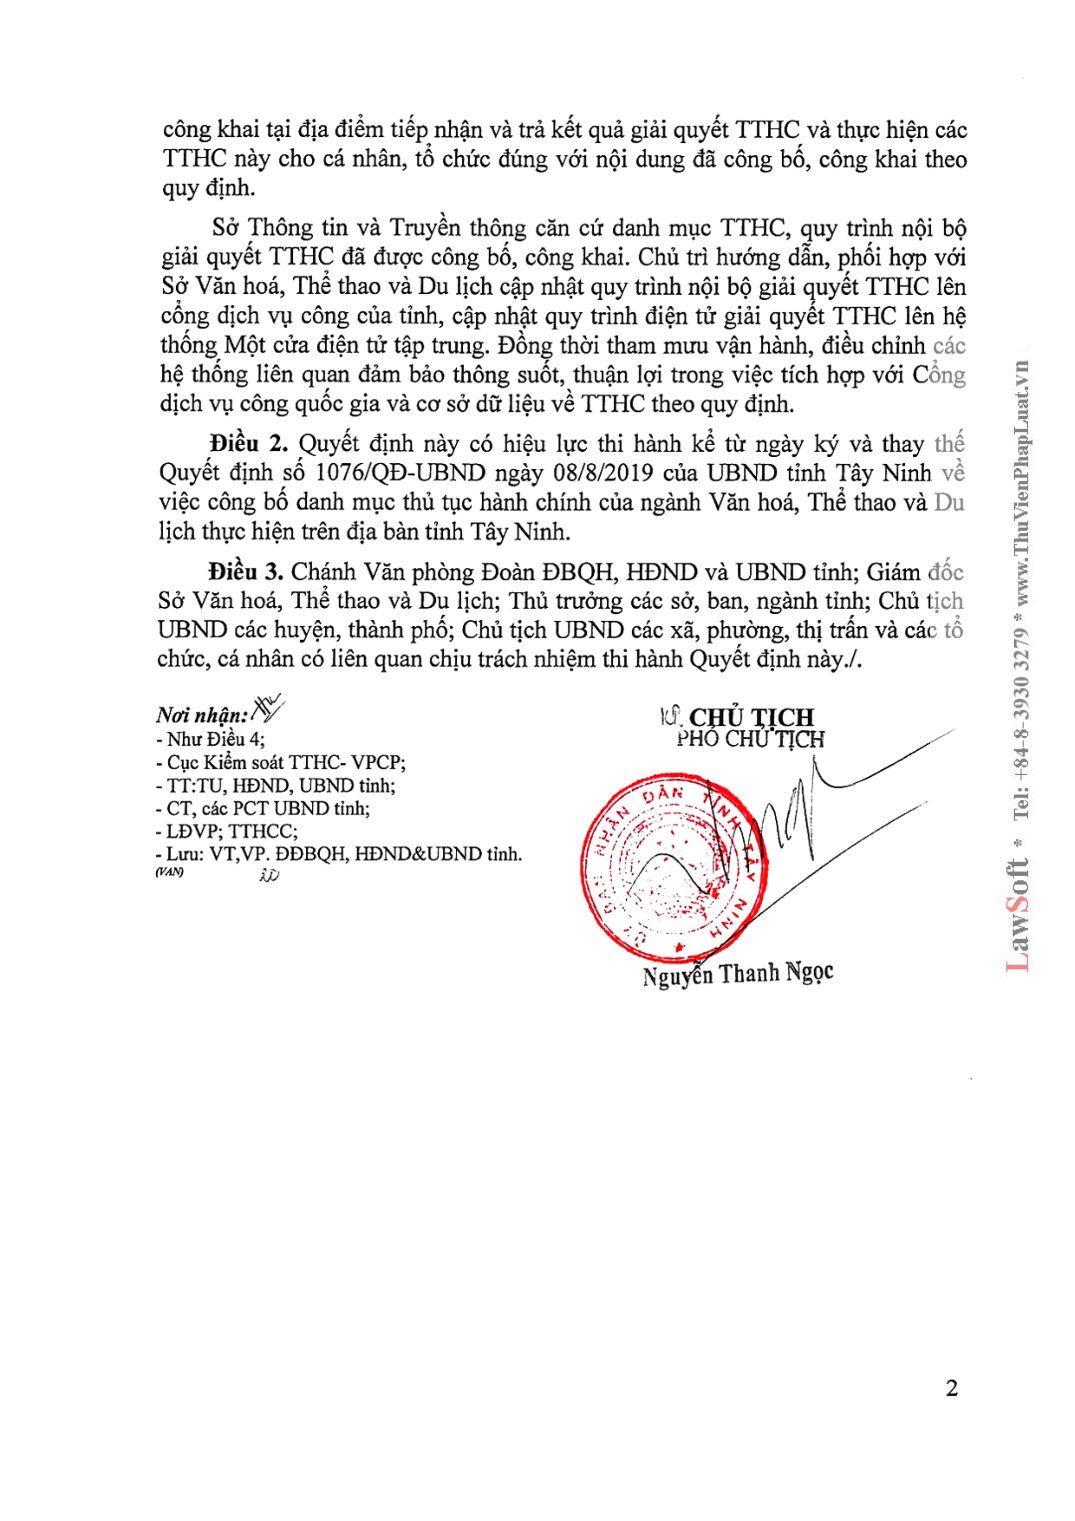 công khai tại địa điểm tiếp nhận và trả kết quả giải quyết TTHC và thực hiện các
TTHC này cho cá nhân, tổ chức đúng với nội dung đã công bố, công khai theo
quy định.
Sở Thông tin và Truyền thông căn cứ danh mục TTHC, quy trình nội bộ
giải quyết TTHC đã được công bố, công khai. Chủ trì hướng dẫn, phối hợp với
Sở Văn hoá, Thể thao và Du lịch cập nhật quy trình nội bộ giải quyết TTHC lên
cổng dịch vụ công của tỉnh, cập nhật quy trình điện tử giải quyết TTHC lên hệ
thống Một cửa điện tử tập trung. Đồng thời tham mưu vận hành, điều chỉnh các
hệ thống liên quan đảm bảo thông suốt, thuận lợi trong việc tích hợp với Cổng
dịch vụ công quốc gia và cơ sở dữ liệu về TTHC theo quy định.
Điều 2. Quyết định này có hiệu lực thi hành kể từ ngày ký và thay thế
Quyết định số 1076/QĐ-UBND ngày 08/8/2019 của UBND tỉnh Tây Ninh về
việc công bố danh mục thủ tục hành chính của ngành Văn hoá, Thể thao và Du
lịch thực hiện trên địa bàn tỉnh Tây Ninh.
Điều 3. Chánh Văn phòng Đoàn ĐBQH, HĐND và UBND tỉnh; Giám đốc
Sở Văn hoá, Thể thao và Du lịch; Thủ trưởng các sở, ban, ngành tỉnh; Chủ tịch
UBND các huyện, thành phố; Chủ tịch UBND các xã, phường, thị trấn và các tổ
chức, cá nhân có liên quan chịu trách nhiệm thi hành Quyết định này./.
Nơi nhận:
- Như Điều 4;
- Cục Kiểm soát TTHC- VPCP;
- TT:TU, HĐND, UBND tỉnh;
- CT, các PCT UBND tỉnh;
- LĐVP; TTHCC;
- Lưu: VT,VP. ĐĐBQH, HĐND&UBND tỉnh.
(VAN)
KT. CHỦ TỊCH
PHÓ CHỦ TỊCH
ỦY BAN NHÂN DÂN TỈNH TÂY NINH
Nguyễn Thanh Ngọc
LawSoft * Tel: +84-8-3930 3279 * www.ThuVienPhapLuat.vn
2